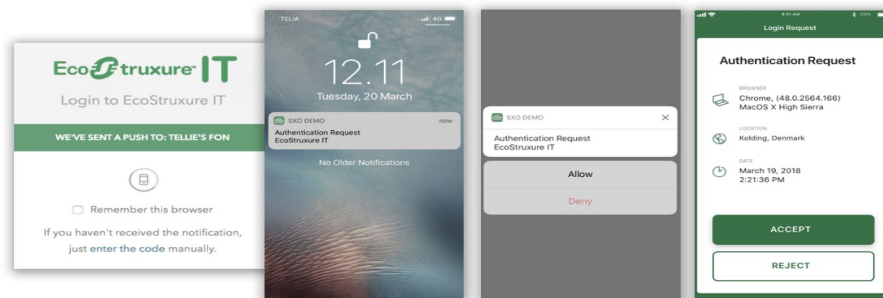 EcoStruxure IT
Login to EcoStruxure IT
WE'VE SENT A PUSH TO: TELLIE'S FON
Remember this browser
If you haven't received the notification,
just enter the code manually.
TELIA
4G
12.11
Tuesday, 20 March
SXO DEMO
now
Authentication Request
EcoStruxure IT
No Older Notifications
SXO DEMO
Authentication Request
EcoStruxure IT
Allow
Deny
9:41 AM
100%
Login Request
Authentication Request
BROWSER
Chrome, (48.0.2564.166)
MacOS X High Sierra
LOCATION
Kolding, Denmark
DATE
March 19, 2018
2:21:36 PM
ACCEPT
REJECT